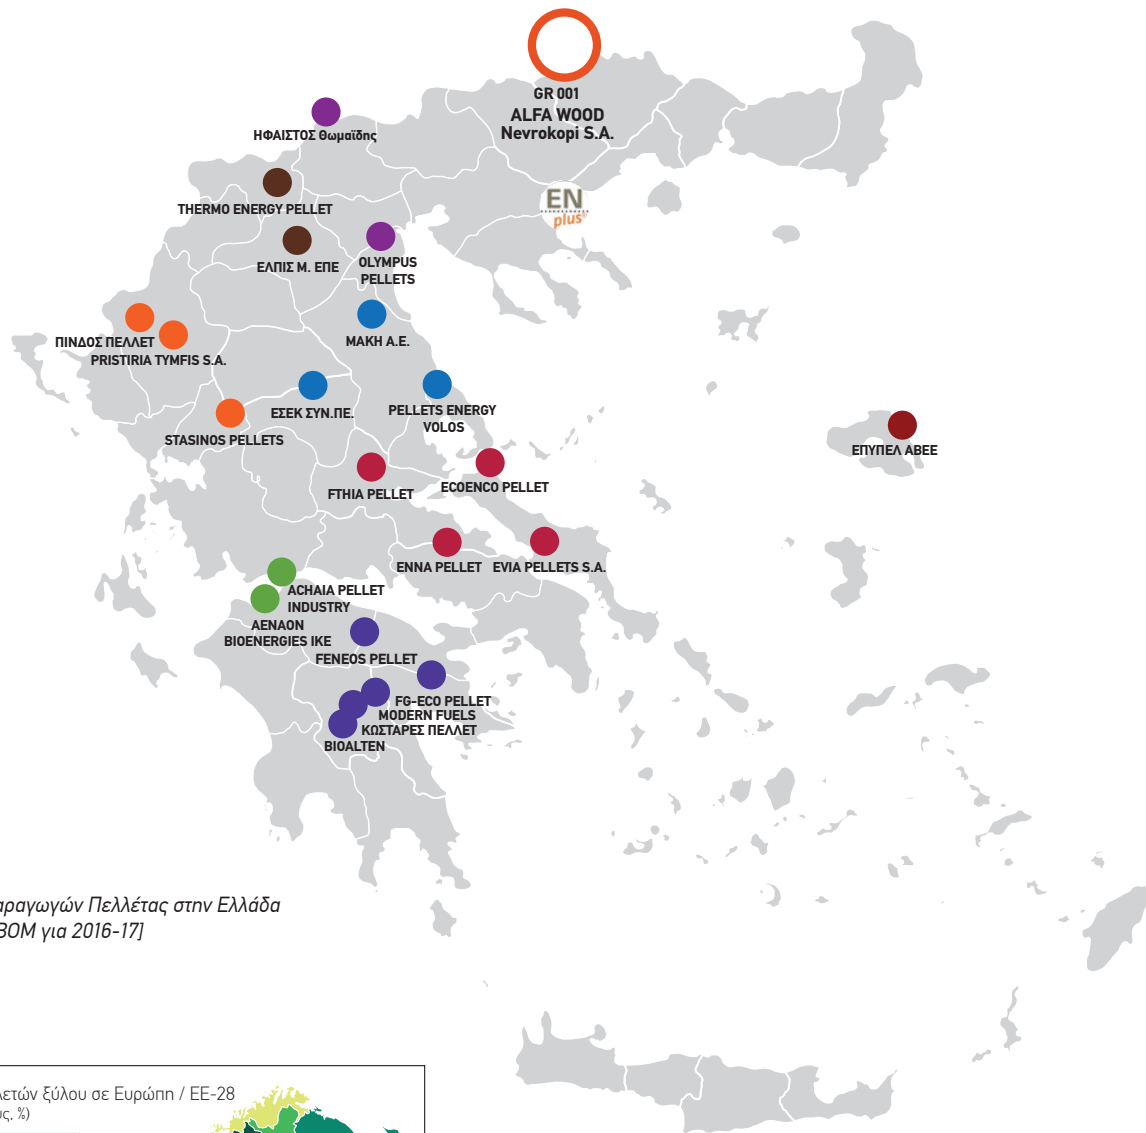 GR 001
ALFA WOOD
Nevrokopi S.A.
ΗΦΑΙΣΤΟΣ Θωμαϊδης
EN
plus®
THERMO ENERGY PELLET
OLYMPUS
PELLETS
ΕΛΠΙΣ Μ. ΕΠΕ
ΠΙΝΔΟΣ ΠΕΛΛΕΤ
PRISTIRIA TYMFIS S.A.
ΜΑΚΗ Α.Ε.
ΕΣΕΚ ΣΥΝ.ΠΕ.
PELLETS ENERGY
VOLOS
STASINOS PELLETS
ΕΠΥΠΕΛ ΑΒΕΕ
FTHIA PELLET
ECOENCO PELLET
ENNA PELLET
EVIA PELLETS S.A.
ACHAIA PELLET
INDUSTRY
AENAON
BIOENERGIES IKE
FENEOS PELLET
FG-ECO PELLET
MODERN FUELS
ΚΩΣΤΑΡΕΣ ΠΕΛΛΕΤ
BIOALTEN
αραγωγών Πελλέτας στην Ελλάδα
ΒΟΜ για 2016-17]
λετών ξύλου σε Ευρώπη / ΕΕ-28
υς, %)